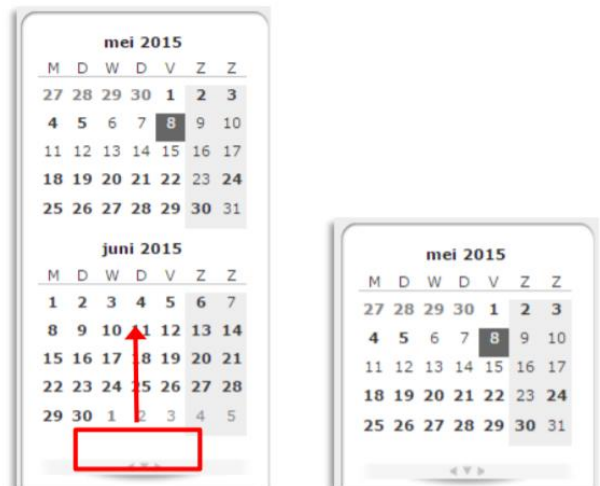 mei 2015
M D W D V Z Z
27 28 29 30 1 2 3
4 5 6 7 8 9 10
11 12 13 14 15 16 17
18 19 20 21 22 23 24
25 26 27 28 29 30 31
juni 2015
M D W D V Z Z
1 2 3 4 5 6 7
8 9 10 11 12 13 14
15 16 17 18 19 20 21
22 23 24 25 26 27 28
29 30 1 2 3 4 5
mei 2015
M D W D V Z Z
27 28 29 30 1 2 3
4 5 6 7 8 9 10
11 12 13 14 15 16 17
18 19 20 21 22 23 24
25 26 27 28 29 30 31